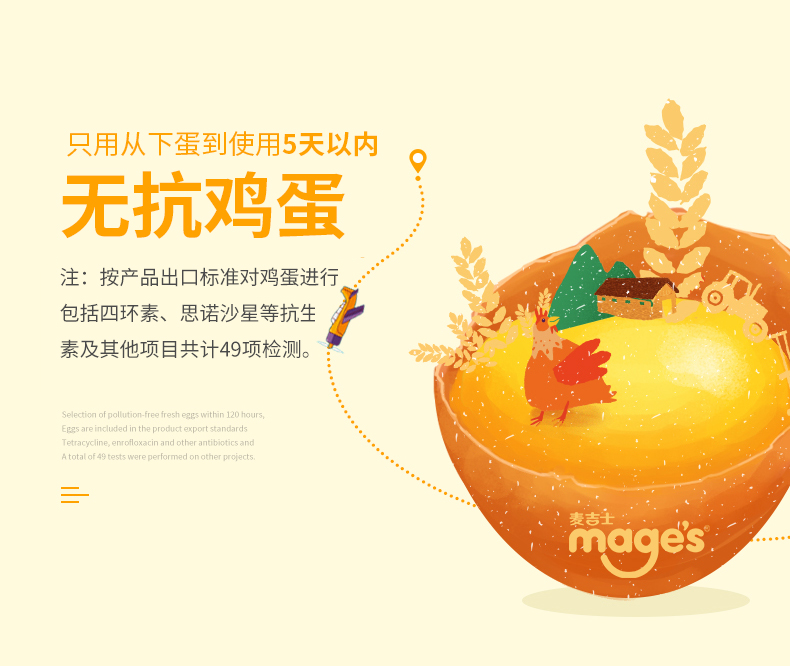 只用从下蛋到使用5天以内
无抗鸡蛋
注：按产品出口标准对鸡蛋进行
包括四环素、思诺沙星等抗生
素及其他项目共计49项检测。
Selection of pollution-free fresh eggs within 120 hours,
Eggs are included in the product export standards
Tetracycline, enrofloxacin and other antibiotics and
A total of 49 tests were performed on other projects.
麦吉士
mage's®